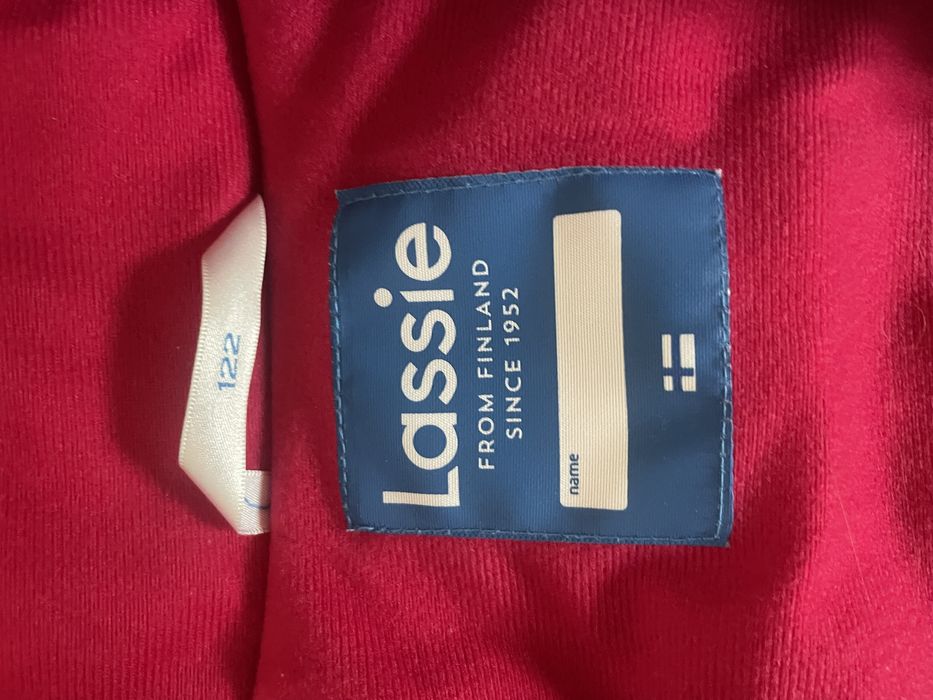 122
Lassie
FROM FINLAND
SINCE 1952
name